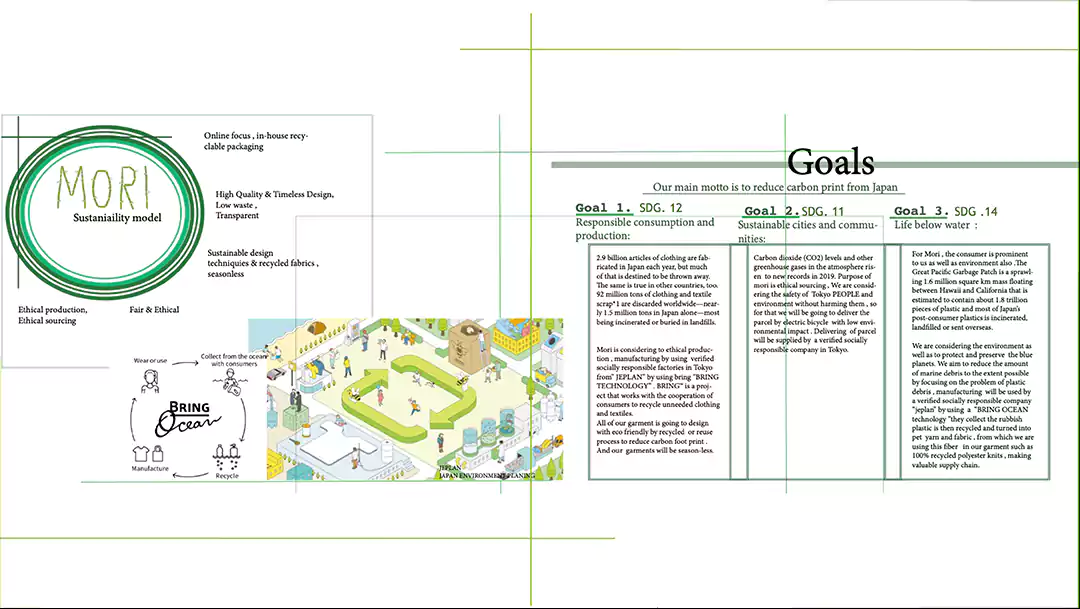 MORI
Sustaniaility model
Online focus , in-house recy-
clable packaging
High Quality & Timeless Design,
Low waste ,
Transparent
Sustainable design
techniquies & recycled fabrics ,
seasonless
Ethical production,
Ethical sourcing
Fair & Ethical
Wear or use
Collect from the ocean
with consumers
BRING
Ocean
Manufacture
Recycle
JEPLAN
JAPAN ENVIRONMENT PLANING
Goals
Our main motto is to reduce carbon print from Japan
Goal 1. SDG. 12
Responsible consumption and
production:
2.9 billion articles of clothing are fab-
ricated in Japan each year, but much
of that is destined to be thrown away.
The same is true in other countries, too.
92 million tons of clothing and textile
scrap*1 are discarded worldwide—near-
ly 1.5 million tons in Japan alone—most
being incinerated or buried in landfills.
Mori is considering to ethical produc-
tion , manufacturing by using verified
socially responsible factories in Tokyo
from" JEPLAN" by using bring "BRING
TECHNOLOGY". BRING" is a proj-
ect that works with the cooperation of
consumers to recycle unneeded clothing
and textiles.
All of our garment is going to design
with eco friendly by recycled or reuse
process to reduce carbon foot print .
And our garments will be season-less.
Goal 2. SDG. 11
Sustainable cities and commu-
nities:
Carbon dioxide (CO2) levels and other
greenhouse gases in the atmosphere ris-
en to new records in 2019. Purpose of
mori is ethical sourcing . We are consid-
ering the safety of Tokyo PEOPLE and
environment without harming them , so
for that we will be going to deliver the
parcel by electric bicycle with low envi-
ronmental impact . Delivering of parcel
will be supplied by a verified socially
responsible company in Tokyo.
Goal 3. SDG .14
Life below water :
For Mori , the consumer is prominent
to us as well as environment also .The
Great Pacific Garbage Patch is a sprawl-
ing 1.6 million square km mass floating
between Hawaii and California that is
estimated to contain about 1.8 trillion
pieces of plastic and most of Japan's
post-consumer plastics is incinerated,
landfilled or sent overseas.
We are considering the environment as
well as to protect and preserve the blue
planets. We aim to reduce the amount
of marine debris to the extent possible
by focusing on the problem of plastic
debris , manufacturing will be used by
a verified socially responsible company
"jeplan" by using a "BRING OCEAN
technology "they collect the rubbish
plastic is then recycled and turned into
pet yarn and fabric , from which we are
using this fiber in our garment such as
100% recycled polyester knits , making
valuable supply chain.